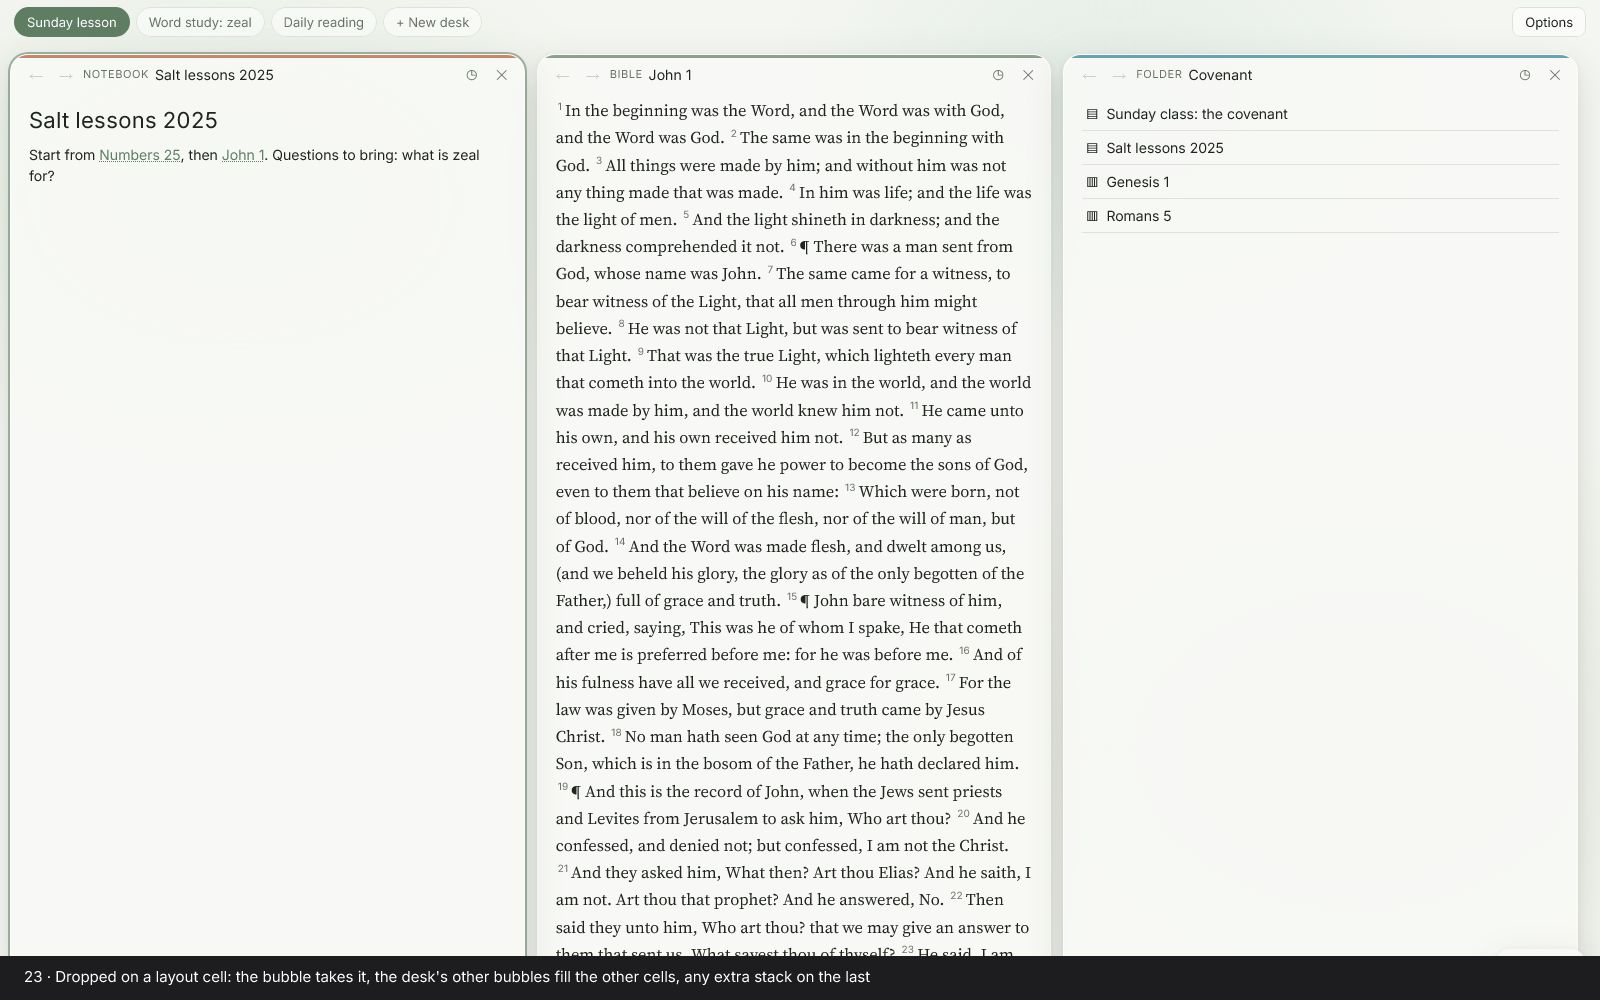 Sunday lesson
Word study: zeal
Daily reading
+ New desk
Options
← → NOTEBOOK Salt lessons 2025
Salt lessons 2025
Start from Numbers 25, then John 1. Questions to bring: what is zeal
for?
← → BIBLE John 1
1 In the beginning was the Word, and the Word was with God,
and the Word was God. 2 The same was in the beginning with
God. 3 All things were made by him; and without him was not
any thing made that was made. 4 In him was life; and the life was
the light of men. 5 And the light shineth in darkness; and the
darkness comprehended it not. 6 ¶ There was a man sent from
God, whose name was John. 7 The same came for a witness, to
bear witness of the Light, that all men through him might
believe. 8 He was not that Light, but was sent to bear witness of
that Light. 9 That was the true Light, which lighteth every man
that cometh into the world. 10 He was in the world, and the world
was made by him, and the world knew him not. 11 He came unto
his own, and his own received him not. 12 But as many as
received him, to them gave he power to become the sons of God,
even to them that believe on his name: 13 Which were born, not
of blood, nor of the will of the flesh, nor of the will of man, but
of God. 14 And the Word was made flesh, and dwelt among us,
(and we beheld his glory, the glory as of the only begotten of the
Father,) full of grace and truth. 15 ¶ John bare witness of him,
and cried, saying, This was he of whom I spake, He that cometh
after me is preferred before me: for he was before me. 16 And of
his fulness have all we received, and grace for grace. 17 For the
law was given by Moses, but grace and truth came by Jesus
Christ. 18 No man hath seen God at any time; the only begotten
Son, which is in the bosom of the Father, he hath declared him.
19 ¶ And this is the record of John, when the Jews sent priests
and Levites from Jerusalem to ask him, Who art thou? 20 And he
confessed, and denied not; but confessed, I am not the Christ.
21 And they asked him, What then? Art thou Elias? And he saith, I
am not. Art thou that prophet? And he answered, No. 22 Then
said they unto him, Who art thou? that we may give an answer to
them that sent us. What sayest thou of thyself? 23 He said, I am
← → FOLDER Covenant
Sunday class: the covenant
Salt lessons 2025
Genesis 1
Romans 5
23 · Dropped on a layout cell: the bubble takes it, the desk's other bubbles fill the other cells, any extra stack on the last